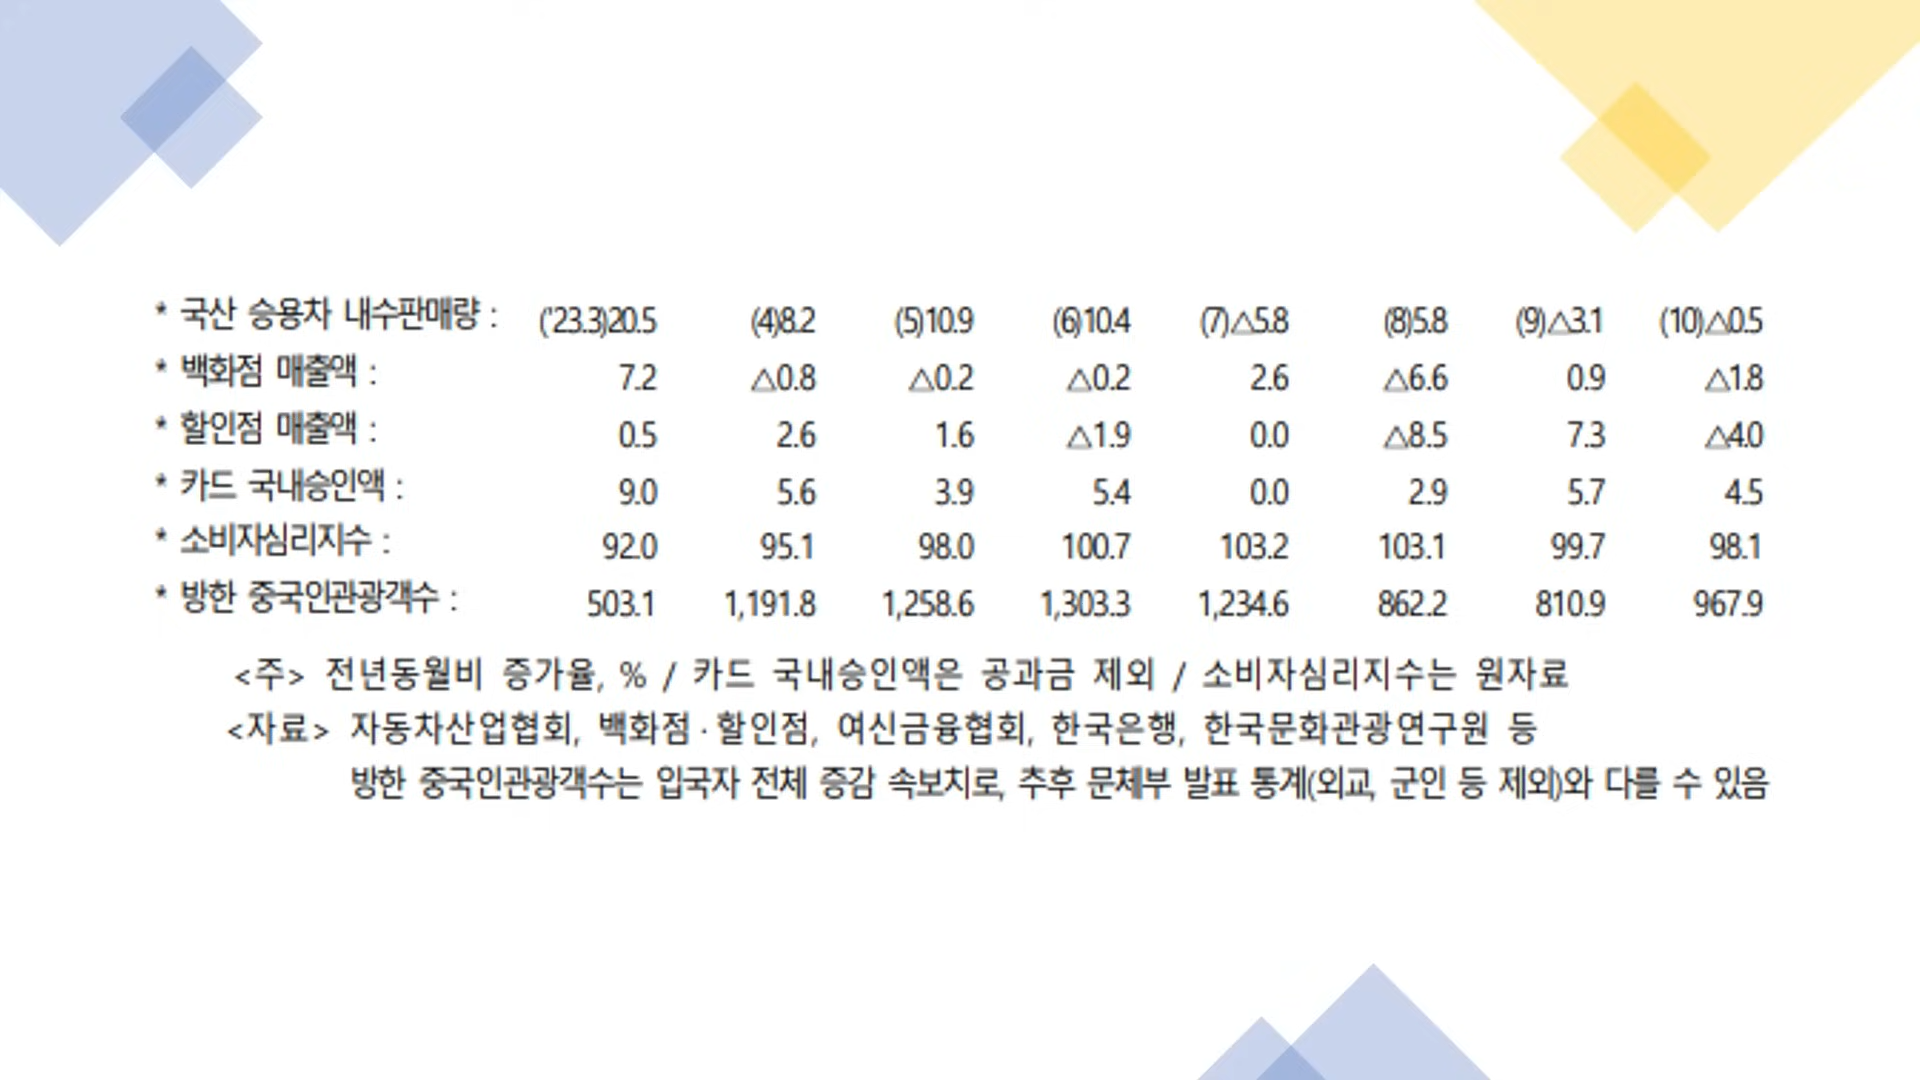 * 국산 승용차 내수판매량 : ('23.3)20.5 (4)8.2 (5)10.9 (6)10.4 (7)△5.8 (8)5.8 (9)△3.1 (10)△0.5
* 백화점 매출액 : 7.2 △0.8 △0.2 △0.2 2.6 △6.6 0.9 △1.8
* 할인점 매출액 : 0.5 2.6 1.6 △1.9 0.0 △8.5 7.3 △4.0
* 카드 국내승인액 : 9.0 5.6 3.9 5.4 0.0 2.9 5.7 4.5
* 소비자심리지수 : 92.0 95.1 98.0 100.7 103.2 103.1 99.7 98.1
* 방한 중국인관광객수 : 503.1 1,191.8 1,258.6 1,303.3 1,234.6 862.2 810.9 967.9
<주> 전년동월비 증가율, % / 카드 국내승인액은 공과금 제외 / 소비자심리지수는 원자료
<자료> 자동차산업협회, 백화점·할인점, 여신금융협회, 한국은행, 한국문화관광연구원 등
방한 중국인관광객수는 입국자 전체 증감 속보치로, 추후 문체부 발표 통계(외교, 군인 등 제외)와 다를 수 있음